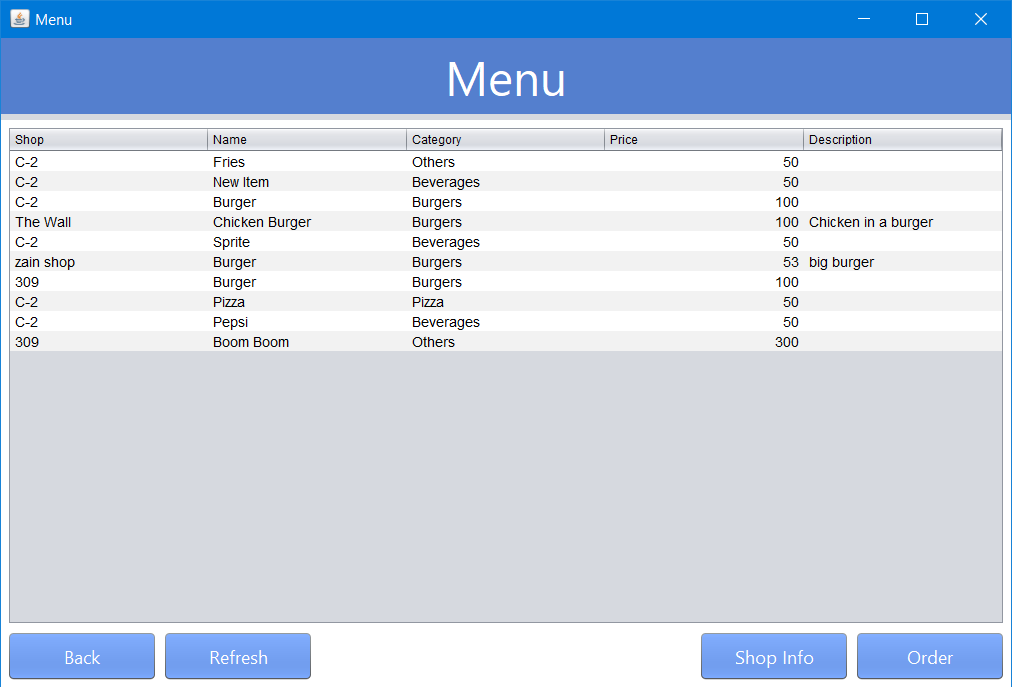 Menu
Menu
Shop Name Category Price Description
C-2 Fries Others 50
C-2 New Item Beverages 50
C-2 Burger Burgers 100
The Wall Chicken Burger Burgers 100 Chicken in a burger
C-2 Sprite Beverages 50
zain shop Burger Burgers 53 big burger
309 Burger Burgers 100
C-2 Pizza Pizza 50
C-2 Pepsi Beverages 50
309 Boom Boom Others 300
Back Refresh Shop Info Order